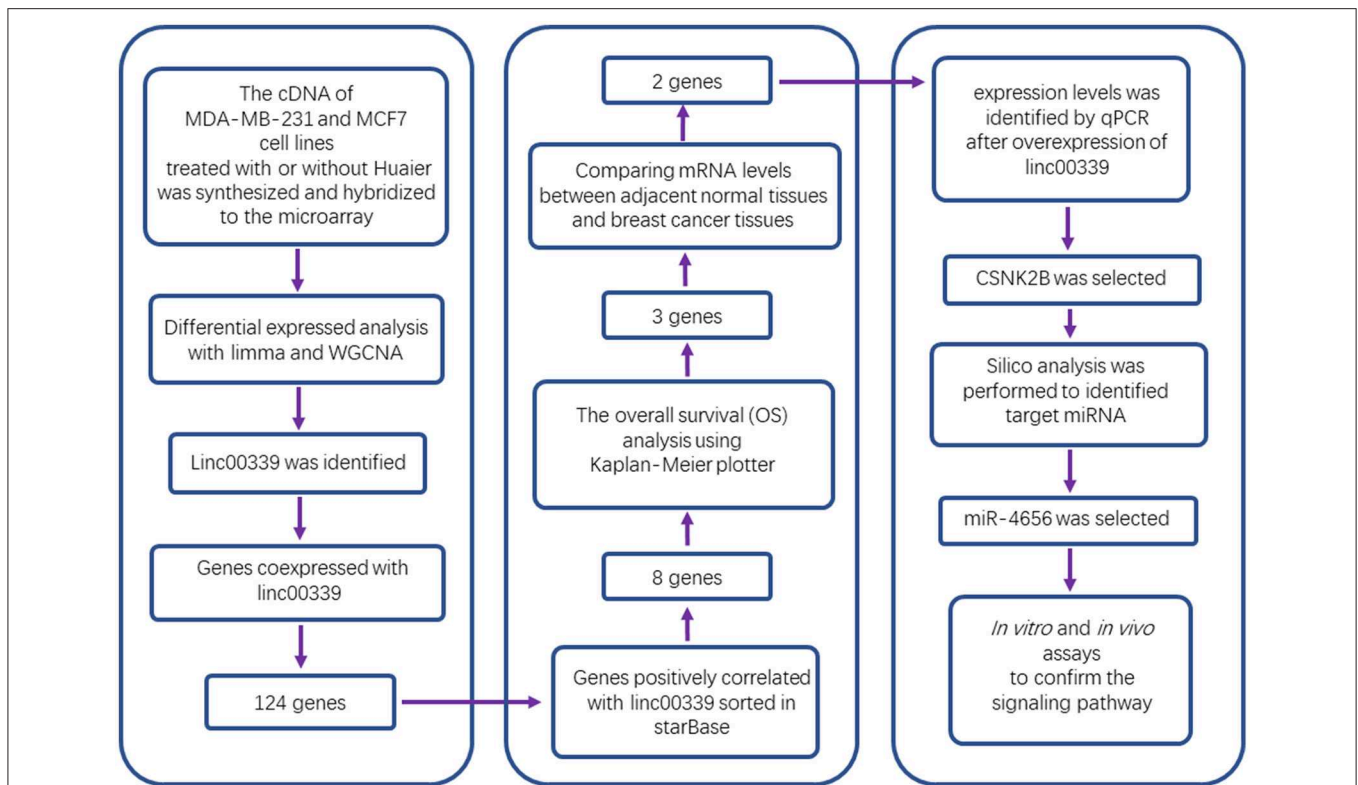 The cDNA of
MDA-MB-231 and MCF7
cell lines
treated with or without Huaier
was synthesized and hybridized
to the microarray
Differential expressed analysis
with limma and WGCNA
Linc00339 was identified
Genes coexpressed with
linc00339
124 genes
Genes positively correlated
with linc00339 sorted in
starBase
8 genes
The overall survival (OS)
analysis using
Kaplan-Meier plotter
3 genes
Comparing mRNA levels
between adjacent normal tissues
and breast cancer tissues
2 genes
expression levels was
identified by qPCR
after overexpression of
linc00339
CSNK2B was selected
Silico analysis was
performed to identified
target miRNA
miR-4656 was selected
In vitro and in vivo
assays
to confirm the
signaling pathway